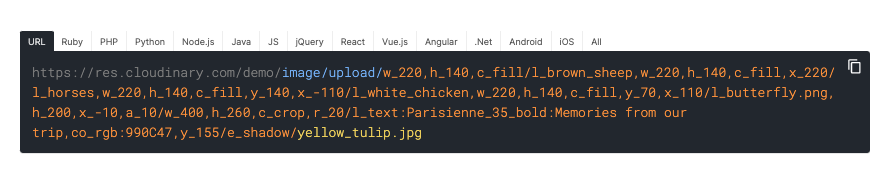 URL Ruby PHP Python Node.js Java JS jQuery React Vue.js Angular .Net Android iOS All
https://res.cloudinary.com/demo/image/upload/w_220,h_140,c_fill/l_brown_sheep,w_220,h_140,c_fill,x_220/
l_horses,w_220,h_140,c_fill,y_140,x_-110/l_white_chicken,w_220,h_140,c_fill,y_70,x_110/l_butterfly.png,
h_200,x_-10,a_10/w_400,h_260,c_crop,r_20/l_text:Parisienne_35_bold:Memories from our
trip,co_rgb:990C47,y_155/e_shadow/yellow_tulip.jpg